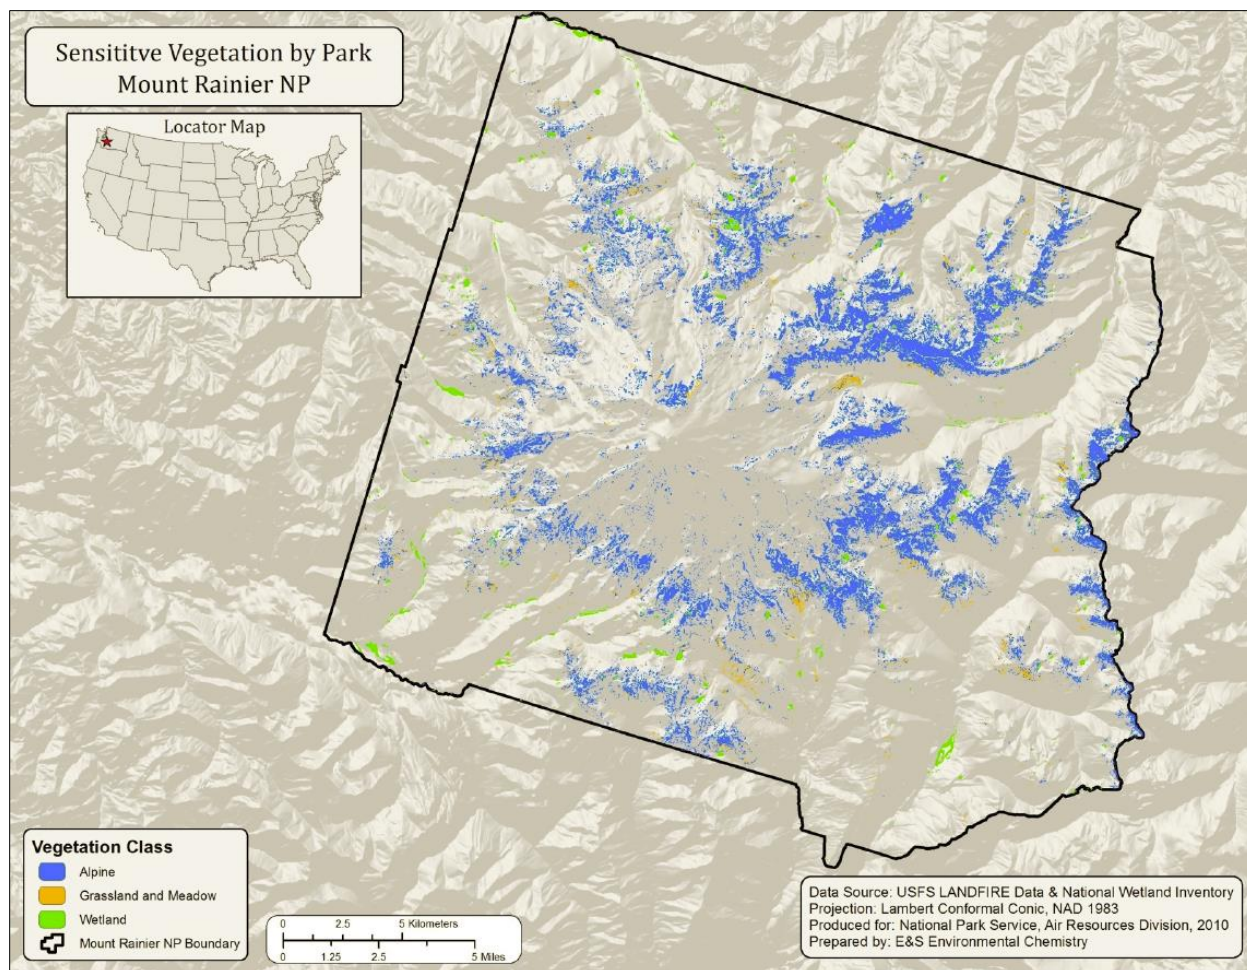 Sensititve Vegetation by Park
Mount Rainier NP
Locator Map
Vegetation Class
Alpine
Grassland and Meadow
Wetland
Mount Rainier NP Boundary
0 2.5 5 Kilometers
0 1.25 2.5 5 Miles
Data Source: USFS LANDFIRE Data & National Wetland Inventory
Projection: Lambert Conformal Conic, NAD 1983
Produced for: National Park Service, Air Resources Division, 2010
Prepared by: E&S Environmental Chemistry